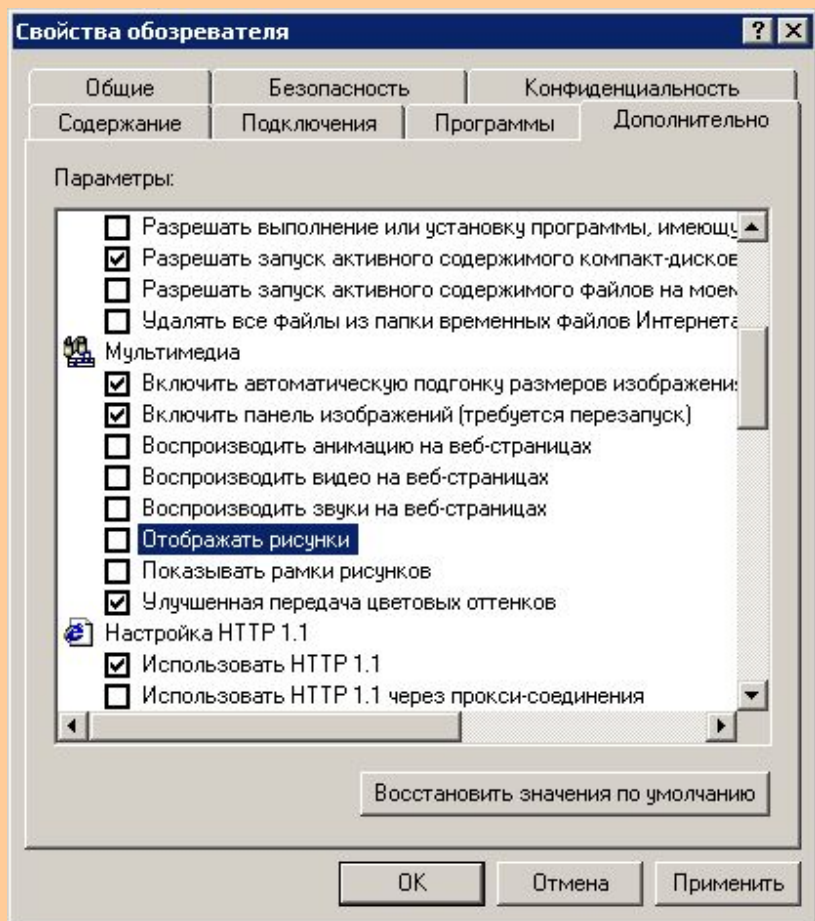 Свойства обозревателя
Общие
Безопасность
Конфиденциальность
Содержание
Подключения
Программы
Дополнительно
Параметры:
Разрешать выполнение или установку программы, имеющу
Разрешать запуск активного содержимого компакт-дисков
Разрешать запуск активного содержимого файлов на моем
Удалять все файлы из папки временных файлов Интернета
Мультимедиа
Включить автоматическую подгонку размеров изображения
Включить панель изображений (требуется перезапуск)
Воспроизводить анимацию на веб-страницах
Воспроизводить видео на веб-страницах
Воспроизводить звуки на веб-страницах
Отображать рисунки
Показывать рамки рисунков
Улучшенная передача цветовых оттенков
Настройка HTTP 1.1
Использовать HTTP 1.1
Использовать HTTP 1.1 через прокси-соединения
Восстановить значения по умолчанию
OK
Отмена
Применить